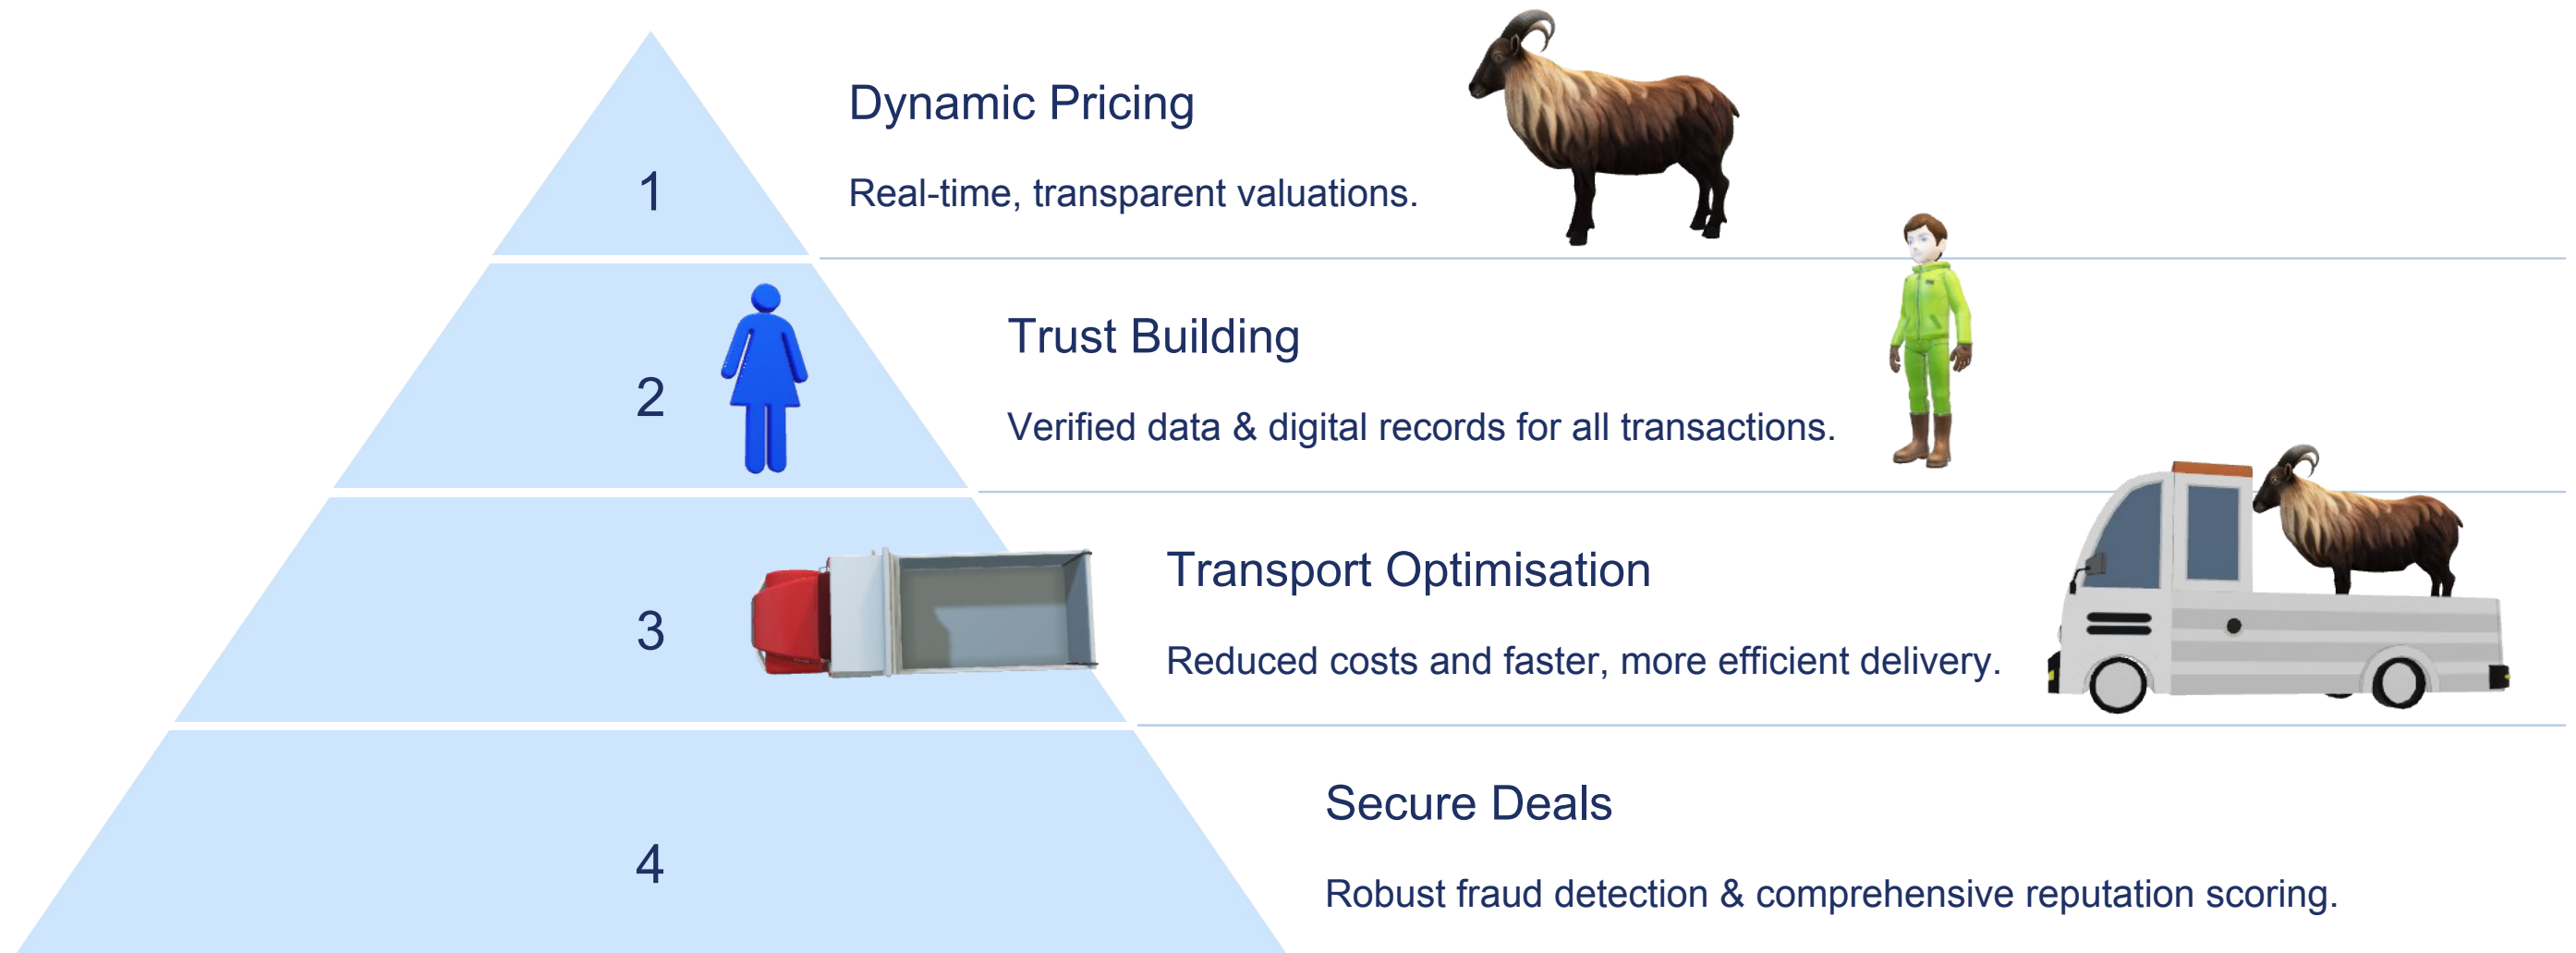 1
Dynamic Pricing
Real-time, transparent valuations.
2
Trust Building
Verified data & digital records for all transactions.
3
Transport Optimisation
Reduced costs and faster, more efficient delivery.
4
Secure Deals
Robust fraud detection & comprehensive reputation scoring.